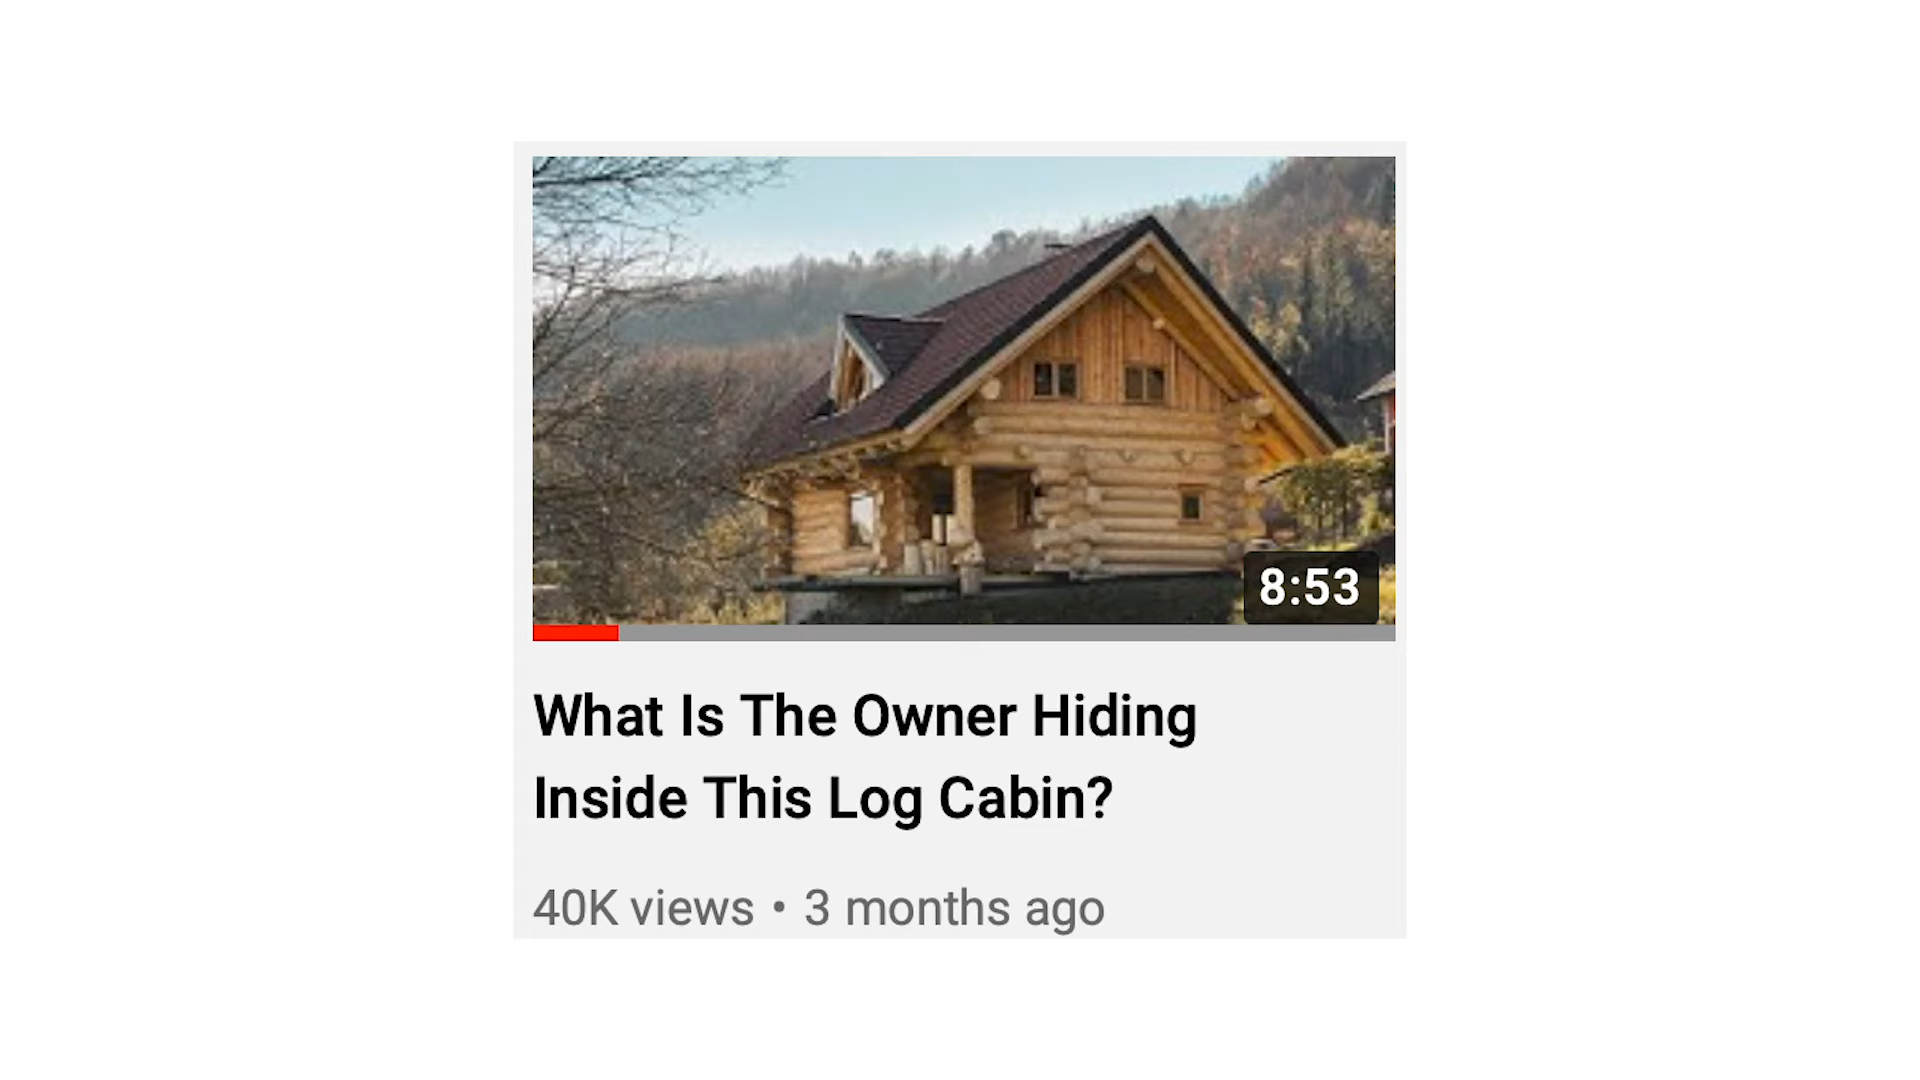 8:53
What Is The Owner Hiding
Inside This Log Cabin?
40K views • 3 months ago